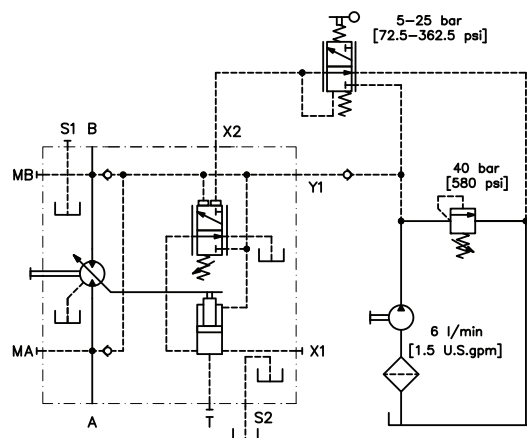 5-25 bar
[72.5-362.5 psi]
S1 B
X2
MB
Y1
40 bar
[580 psi]
6 l/min
[1.5 U.S.gpm]
MA
X1
A
T
S2